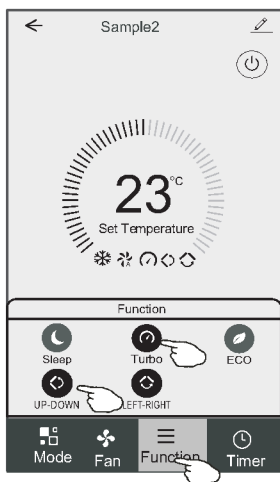 Sample2
23°C
Set Temperature
A
Function
Sleep Turbo ECO
UP-DOWN LEFT-RIGHT
Mode Fan Function Timer